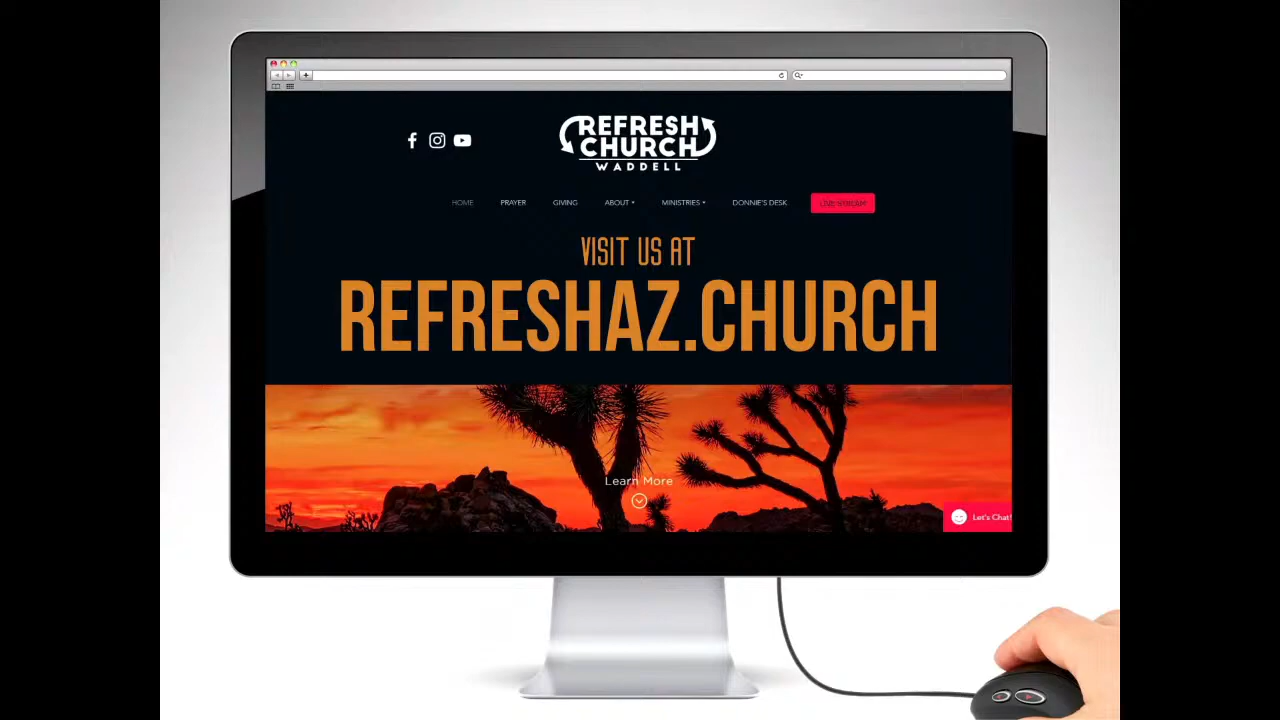 REFRESH
CHURCH
WADDELL
HOME PRAYER GIVING ABOUT MINISTRIES DONNIE'S DESK LIVE STREAM
VISIT US AT
REFRESHAZ.CHURCH
Learn More
Let's Chat!